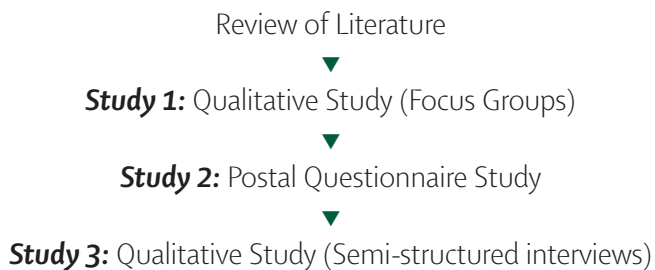 Review of Literature
Study 1: Qualitative Study (Focus Groups)
Study 2: Postal Questionnaire Study
Study 3: Qualitative Study (Semi-structured interviews)